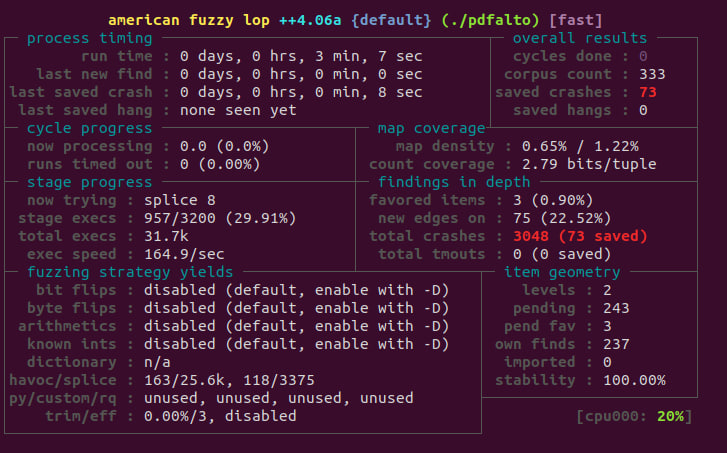 american fuzzy lop ++4.06a {default} (./pdfalto) [fast]
process timing overall results
run time : 0 days, 0 hrs, 3 min, 7 sec cycles done : 0
last new find : 0 days, 0 hrs, 0 min, 0 sec corpus count : 333
last saved crash : 0 days, 0 hrs, 0 min, 8 sec saved crashes : 73
last saved hang : none seen yet saved hangs : 0
cycle progress map coverage
now processing : 0.0 (0.0%) map density : 0.65% / 1.22%
runs timed out : 0 (0.00%) count coverage : 2.79 bits/tuple
stage progress findings in depth
now trying : splice 8 favored items : 3 (0.90%)
stage execs : 957/3200 (29.91%) new edges on : 75 (22.52%)
total execs : 31.7k total crashes : 3048 (73 saved)
exec speed : 164.9/sec total tmouts : 0 (0 saved)
fuzzing strategy yields item geometry
bit flips : disabled (default, enable with -D) levels : 2
byte flips : disabled (default, enable with -D) pending : 243
arithmetics : disabled (default, enable with -D) pend fav : 3
known ints : disabled (default, enable with -D) own finds : 237
dictionary : n/a imported : 0
havoc/splice : 163/25.6k, 118/3375 stability : 100.00%
py/custom/rq : unused, unused, unused, unused
trim/eff : 0.00%/3, disabled [cpu000: 20%]